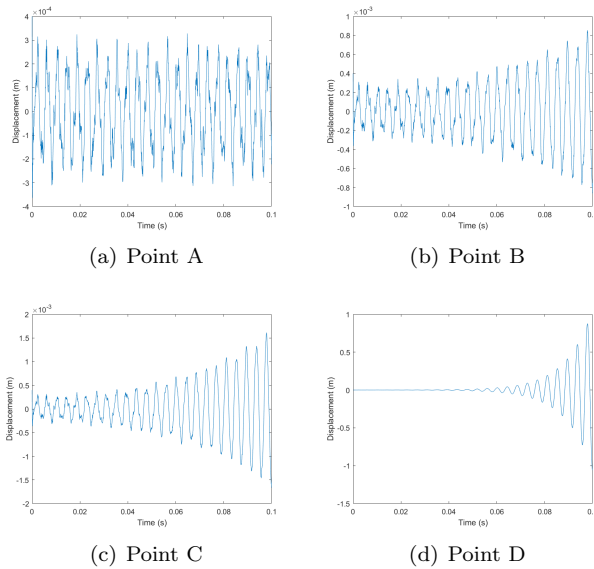 ×10⁻⁴
4
3
2
1
0
-1
-2
-3
-4
Displacement (m)
0 0.02 0.04 0.06 0.08 0.1
Time (s)
(a) Point A
×10⁻³
1
0.8
0.6
0.4
0.2
0
-0.2
-0.4
-0.6
-0.8
-1
Displacement (m)
0 0.02 0.04 0.06 0.08 0.1
Time (s)
(b) Point B
×10⁻³
2
1.5
1
0.5
0
-0.5
-1
-1.5
-2
Displacement (m)
0 0.02 0.04 0.06 0.08 0.1
Time (s)
(c) Point C
1
0.5
0
-0.5
-1
-1.5
Displacement (m)
0 0.02 0.04 0.06 0.08 0.1
Time (s)
(d) Point D